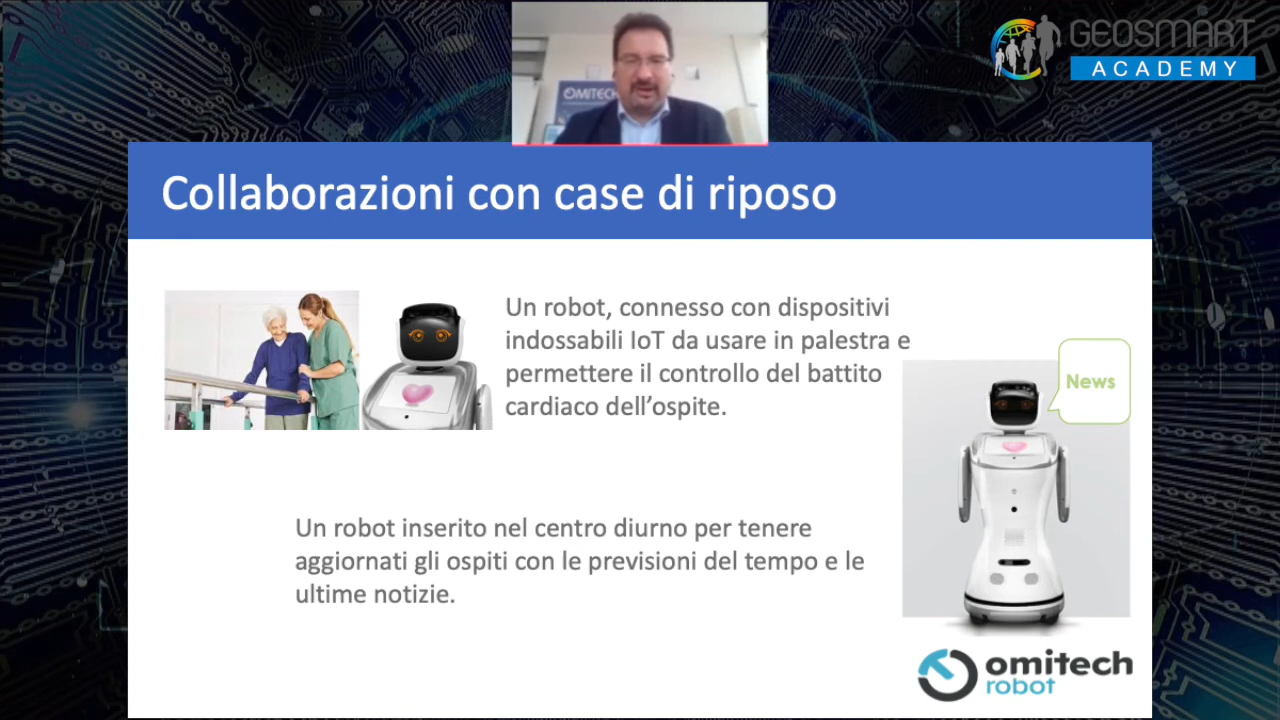 GEOSMART
ACADEMY
OMITECH
Collaborazioni con case di riposo
Un robot, connesso con dispositivi
indossabili IoT da usare in palestra e
permettere il controllo del battito
cardiaco dell’ospite.
News
Un robot inserito nel centro diurno per tenere
aggiornati gli ospiti con le previsioni del tempo e le
ultime notizie.
omitech
robot